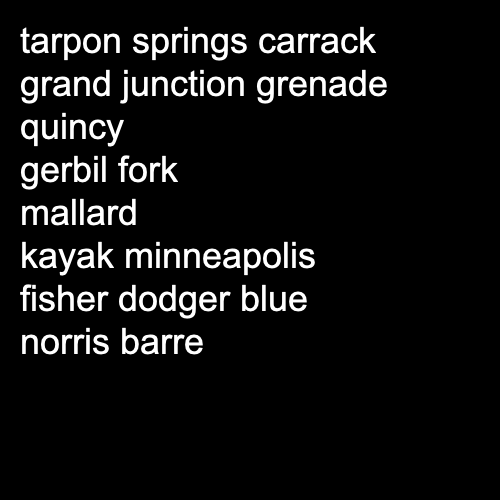 tarpon springs carrack
grand junction grenade
quincy
gerbil fork
mallard
kayak minneapolis
fisher dodger blue
norris barre